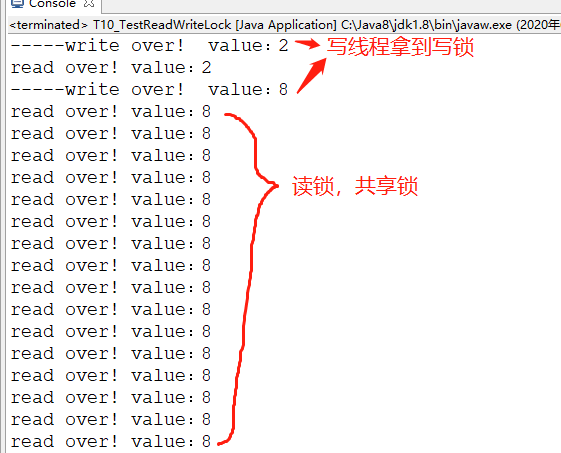 Console
<terminated> T10_TestReadWriteLock [Java Application] C:\Java8\jdk1.8\bin\javaw.exe (2020年
-----write over!  value：2 写线程拿到写锁
read over! value：2
-----write over!  value：8
read over! value：8
read over! value：8
read over! value：8
read over! value：8
read over! value：8 读锁，共享锁
read over! value：8
read over! value：8
read over! value：8
read over! value：8
read over! value：8
read over! value：8
read over! value：8
read over! value：8
read over! value：8
read over! value：8
read over! value：8